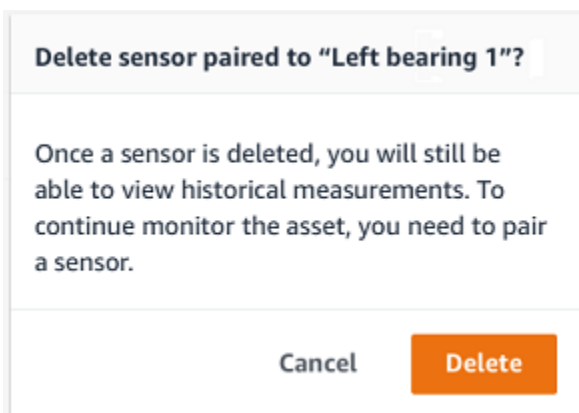 Delete sensor paired to “Left bearing 1”?
Once a sensor is deleted, you will still be
able to view historical measurements. To
continue monitor the asset, you need to pair
a sensor.
Cancel
Delete